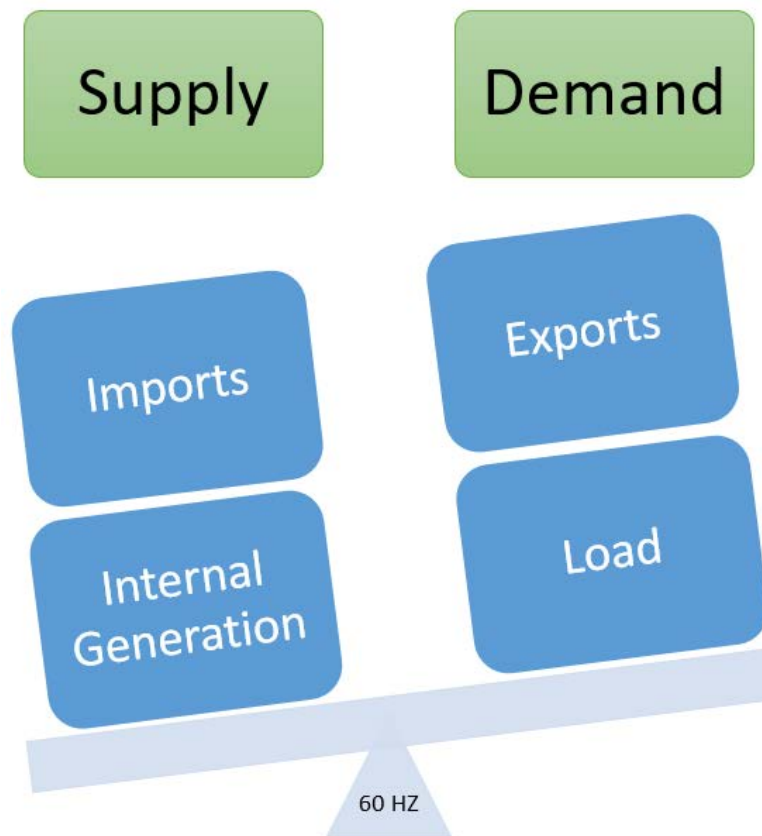 Supply
Demand
Imports
Exports
Internal
Generation
Load
60 HZ